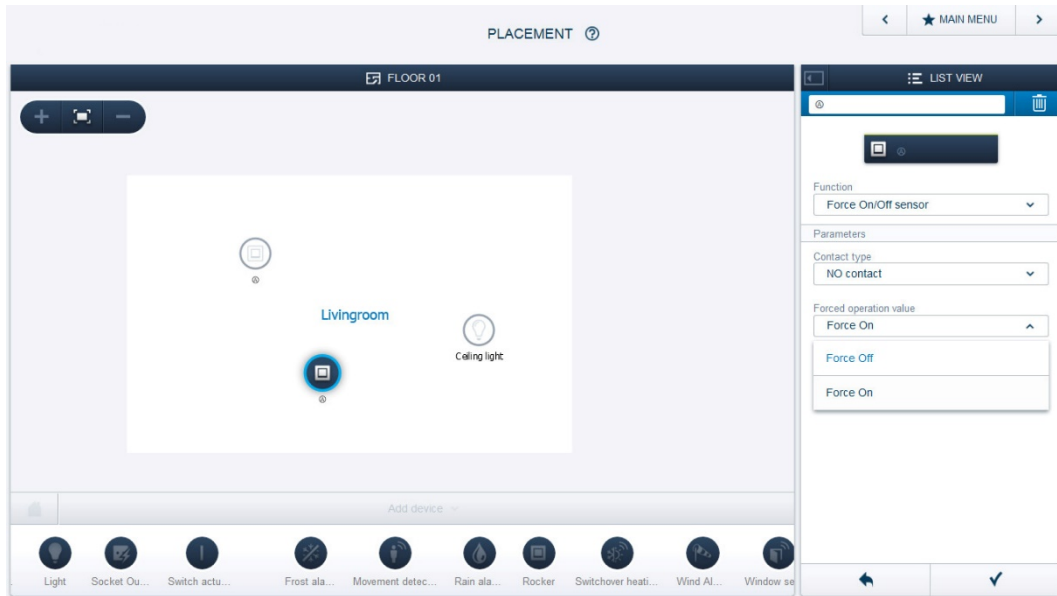 PLACEMENT ?
MAIN MENU
FLOOR 01
LIST VIEW
Function
Force On/Off sensor
Parameters
Contact type
NO contact
Forced operation value
Force On
Force Off
Force On
Livingroom
Ceiling light
Add device
Light
Socket Ou...
Switch actu...
Frost ala...
Movement detec...
Rain ala...
Rocker
Switchover heati...
Wind Al...
Window se